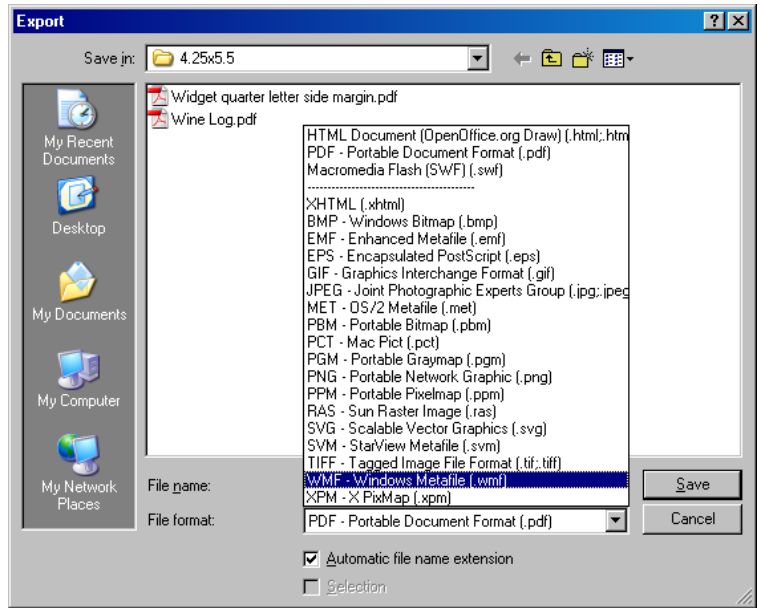 Export
Save in:
4.25x5.5
My Recent
Documents
Desktop
My Documents
My Computer
My Network
Places
Widget quarter letter side margin.pdf
Wine Log.pdf
HTML Document (OpenOffice.org Draw) (.html;.htm
PDF - Portable Document Format (.pdf)
Macromedia Flash (SWF) (.swf)
----------------------------------------
XHTML (.xhtml)
BMP - Windows Bitmap (.bmp)
EMF - Enhanced Metafile (.emf)
EPS - Encapsulated PostScript (.eps)
GIF - Graphics Interchange Format (.gif)
JPEG - Joint Photographic Experts Group (.jpg;.jpeg
MET - OS/2 Metafile (.met)
PBM - Portable Bitmap (.pbm)
PCT - Mac Pict (.pct)
PGM - Portable Graymap (.pgm)
PNG - Portable Network Graphic (.png)
PPM - Portable Pixelmap (.ppm)
RAS - Sun Raster Image (.ras)
SVG - Scalable Vector Graphics (.svg)
SVM - StarView Metafile (.svm)
TIFF - Tagged Image File Format (.tif;.tiff)
WMF - Windows Metafile (.wmf)
XPM - X PixMap (.xpm)
File name:
Save
File format:
PDF - Portable Document Format (.pdf)
Cancel
Automatic file name extension
Selection